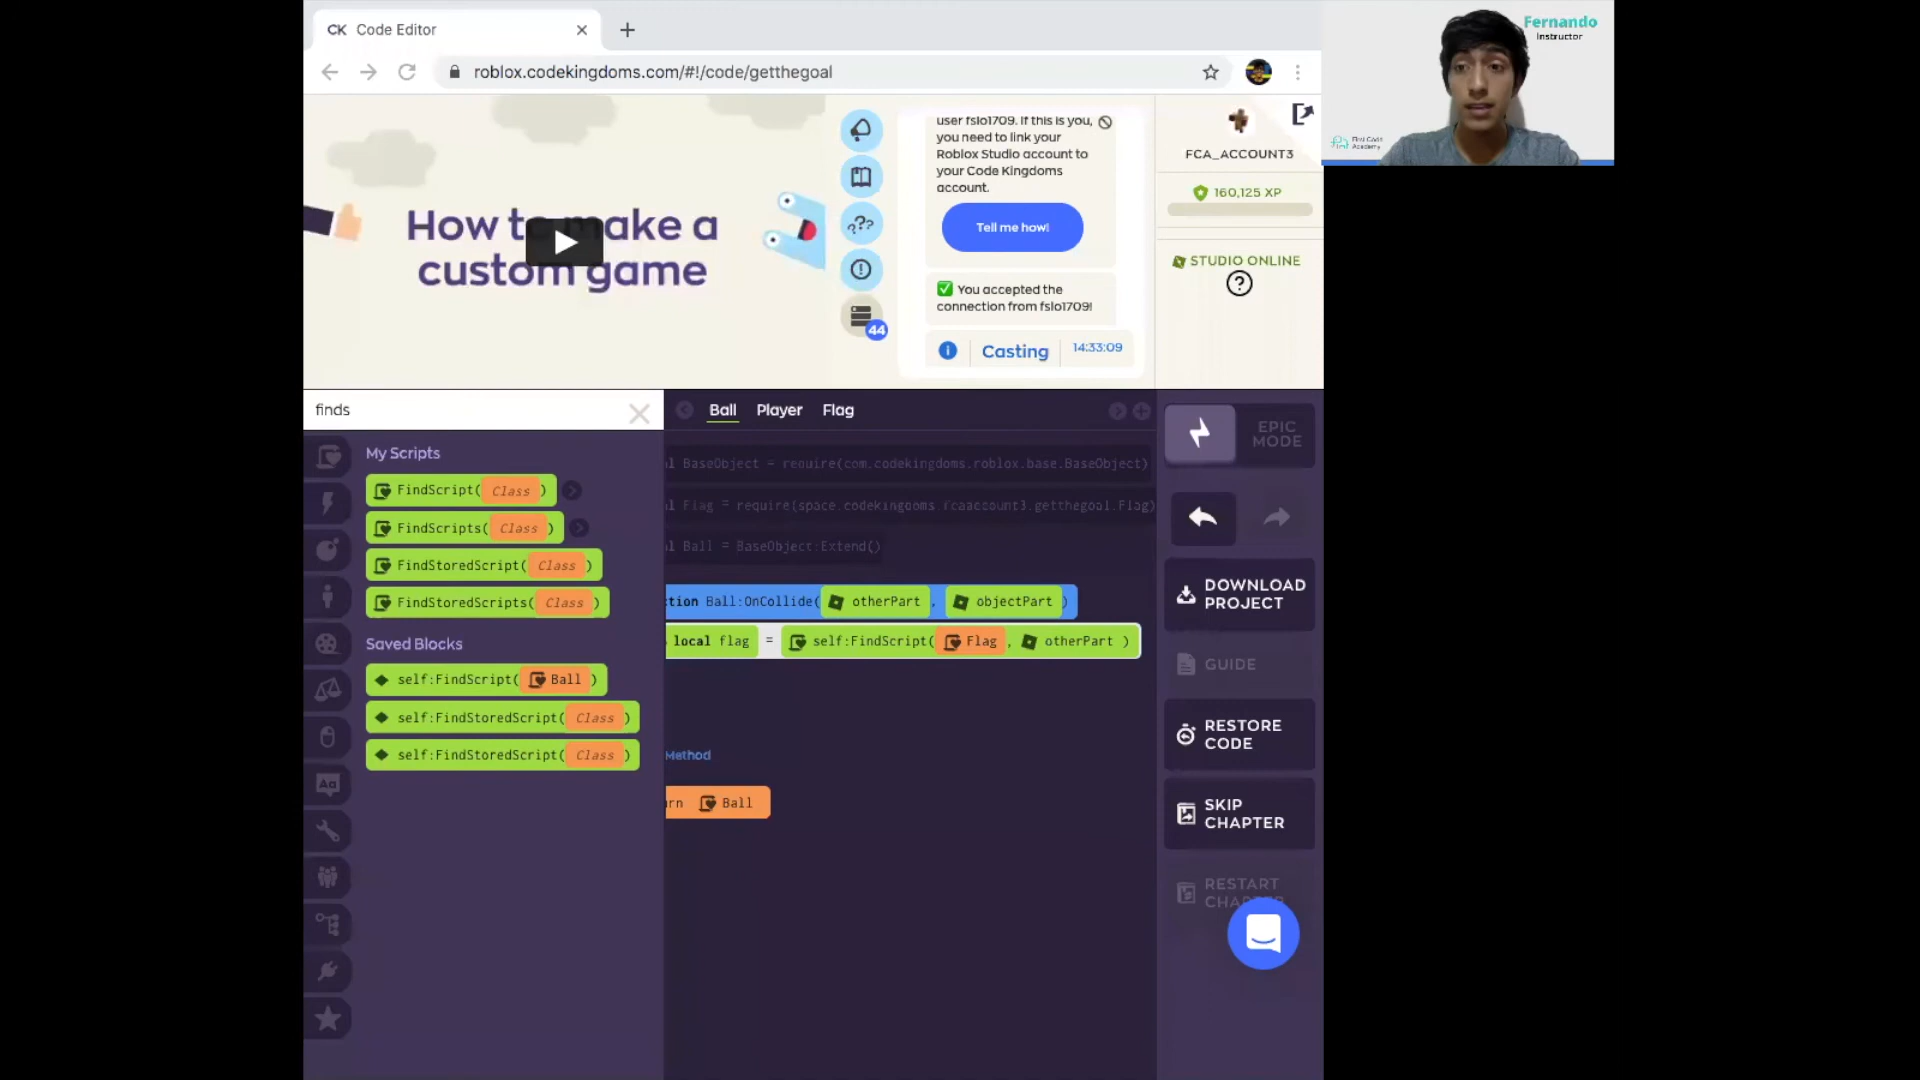 CK Code Editor
roblox.codekingdoms.com/#!/code/getthegoal
Fernando
Instructor
First Code
Academy
How to make a
custom game
user fslo1709. If this is you,
you need to link your
Roblox Studio account to
your Code Kingdoms
account.
Tell me how!
✅ You accepted the
connection from fslo1709!
Casting 14:33:09
44
FCA_ACCOUNT3
160,125 XP
STUDIO ONLINE
?
finds
My Scripts
FindScript( Class )
FindScripts( Class )
FindStoredScript( Class )
FindStoredScripts( Class )
Saved Blocks
self:FindScript( Ball )
self:FindStoredScript( Class )
self:FindStoredScript( Class )
Aa
Ball Player Flag
l BaseObject = require(com.codekingdoms.roblox.base.BaseObject)
l Flag = require(space.codekingdoms.fcaaccount3.getthegoal.Flag)
l Ball = BaseObject:Extend()
tion Ball:OnCollide( otherPart , objectPart )
local flag = self:FindScript( Flag , otherPart )
Method
rn Ball
EPIC
MODE
DOWNLOAD
PROJECT
GUIDE
RESTORE
CODE
SKIP
CHAPTER
RESTART